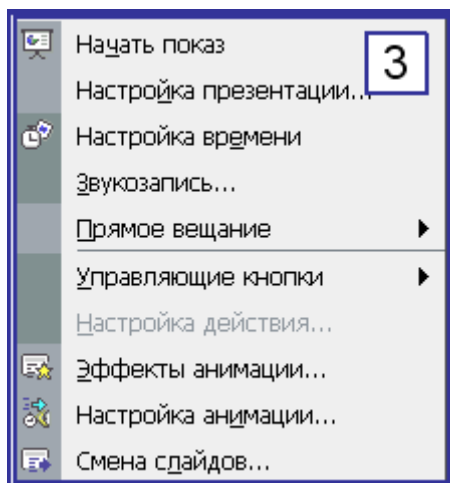 Начать показ
3
Настройка презентации...
Настройка времени
Звукозапись...
Прямое вещание
Управляющие кнопки
Настройка действия...
Эффекты анимации...
Настройка анимации...
Смена слайдов...